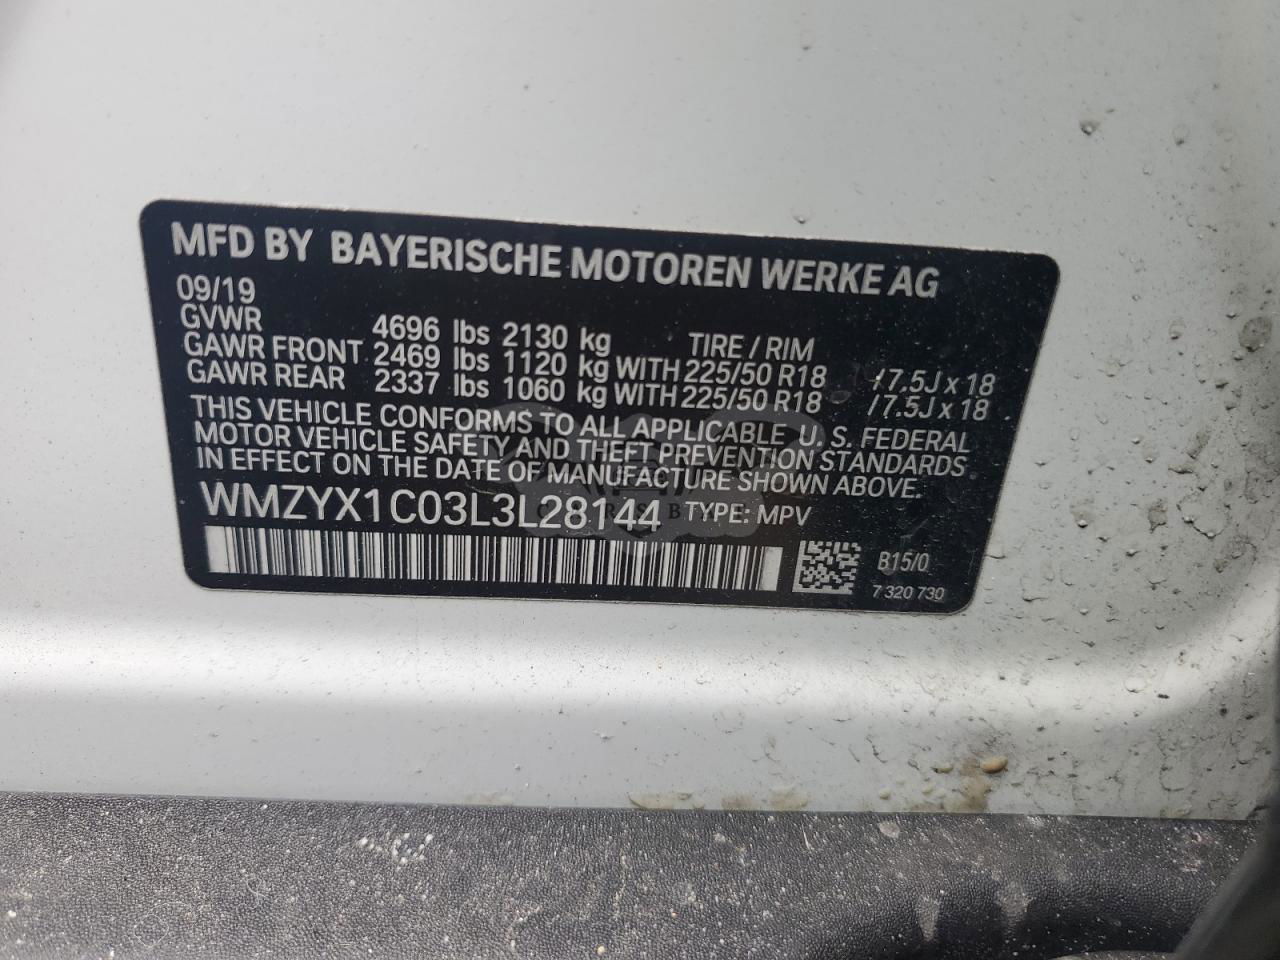 MFD BY BAYERISCHE MOTOREN WERKE AG
09/19
GVWR 4696 lbs 2130 kg TIRE / RIM
GAWR FRONT 2469 lbs 1120 kg WITH 225/50 R18 /7.5J x 18
GAWR REAR 2337 lbs 1060 kg WITH 225/50 R18 /7.5J x 18
THIS VEHICLE CONFORMS TO ALL APPLICABLE U. S. FEDERAL
MOTOR VEHICLE SAFETY AND THEFT PREVENTION STANDARDS
IN EFFECT ON THE DATE OF MANUFACTURE SHOWN ABOVE.
WMZYX1C03L3L28144 TYPE: MPV
B15/0
7 320 730